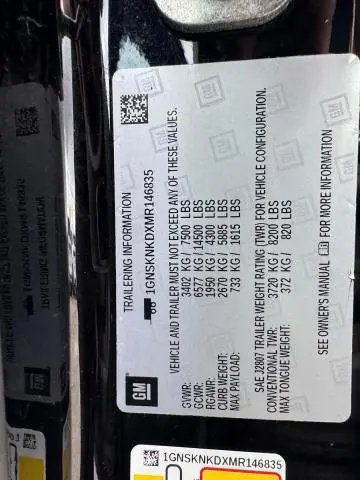 TRAILERING INFORMATION
1GNSKNKDXMR146835
VEHICLE AND TRAILER MUST NOT EXCEED ANY OF THESE VALUES.
GVWR: 3402 KG / 7500 LBS
GCWR: 6577 KG / 14500 LBS
RGAWR: 1950 KG / 4300 LBS
CURB WEIGHT: 2670 KG / 5885 LBS
MAX PAYLOAD: 733 KG / 1615 LBS
SAE J2807 TRAILER WEIGHT RATING (TWR) FOR VEHICLE CONFIGURATION.
CONVENTIONAL TWR: 3720 KG / 8200 LBS
MAX TONGUE WEIGHT: 372 KG / 820 LBS
SEE OWNER'S MANUAL FOR MORE INFORMATION
GM
1GNSKNKDXMR146835